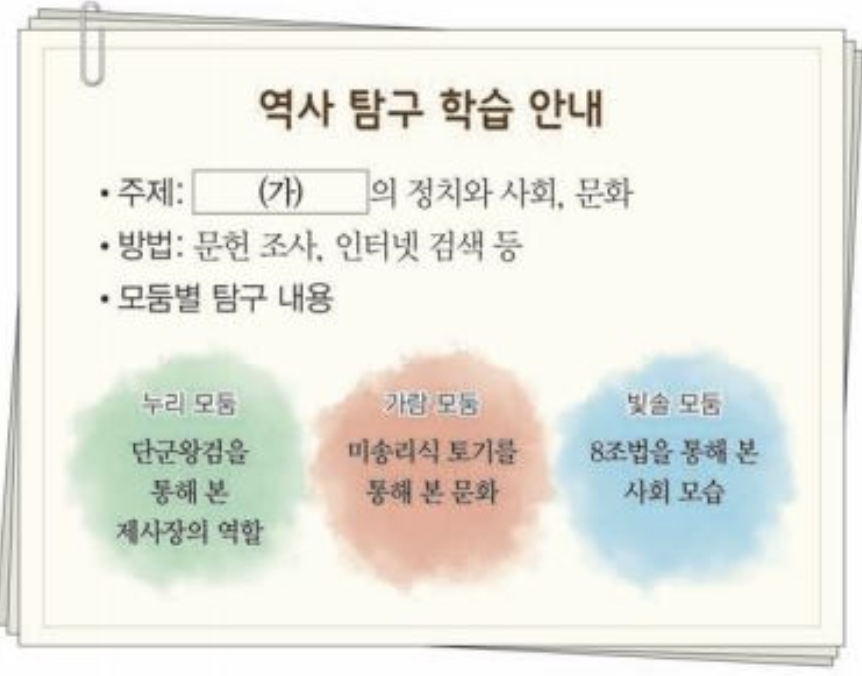 역사 탐구 학습 안내
• 주제: (가) 의 정치와 사회, 문화
• 방법: 문헌 조사, 인터넷 검색 등
• 모둠별 탐구 내용
누리 모둠
단군왕검을
통해 본
제사장의 역할
가람 모둠
미송리식 토기를
통해 본 문화
빛솔 모둠
8조법을 통해 본
사회 모습